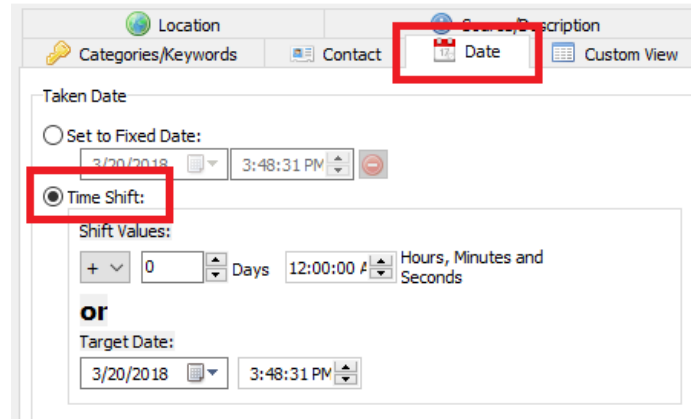 Location
Categories/Keywords Contact Date Custom View
Taken Date
Set to Fixed Date:
3/20/2018 3:48:31 PM
Time Shift:
Shift Values:
+ 0 Days 12:00:00 A Hours, Minutes and
Seconds
or
Target Date:
3/20/2018 3:48:31 PM